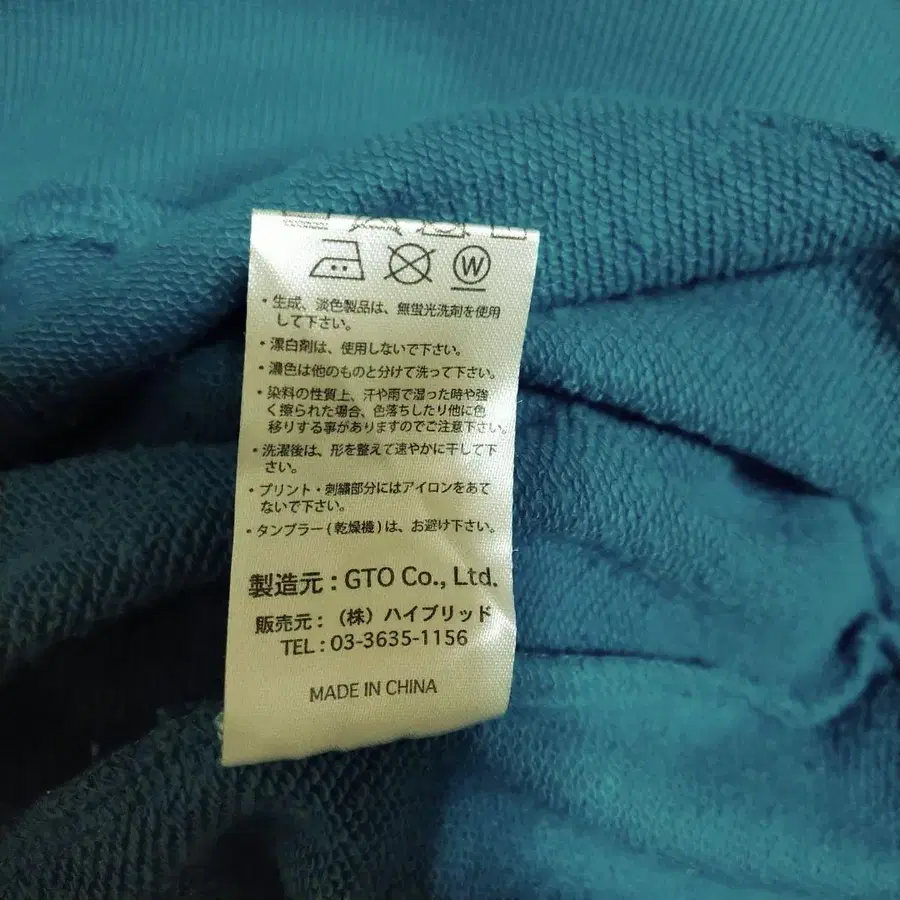 W
・生成、淡色製品は、無蛍光洗剤を使用
して下さい。
・漂白剤は、使用しないで下さい。
・濃色は他のものと分けて洗って下さい。
・染料の性質上、汗や雨で湿った時や強
く擦られた場合、色落ちしたり他に色
移りする事がありますのでご注意下さい。
・洗濯後は、形を整えて速やかに干して下
さい。
・プリント・刺繍部分にはアイロンをあて
ないで下さい。
・タンブラー(乾燥機)は、お避け下さい。
製造元：GTO Co., Ltd.
販売元：（株）ハイブリッド
TEL : 03-3635-1156
MADE IN CHINA